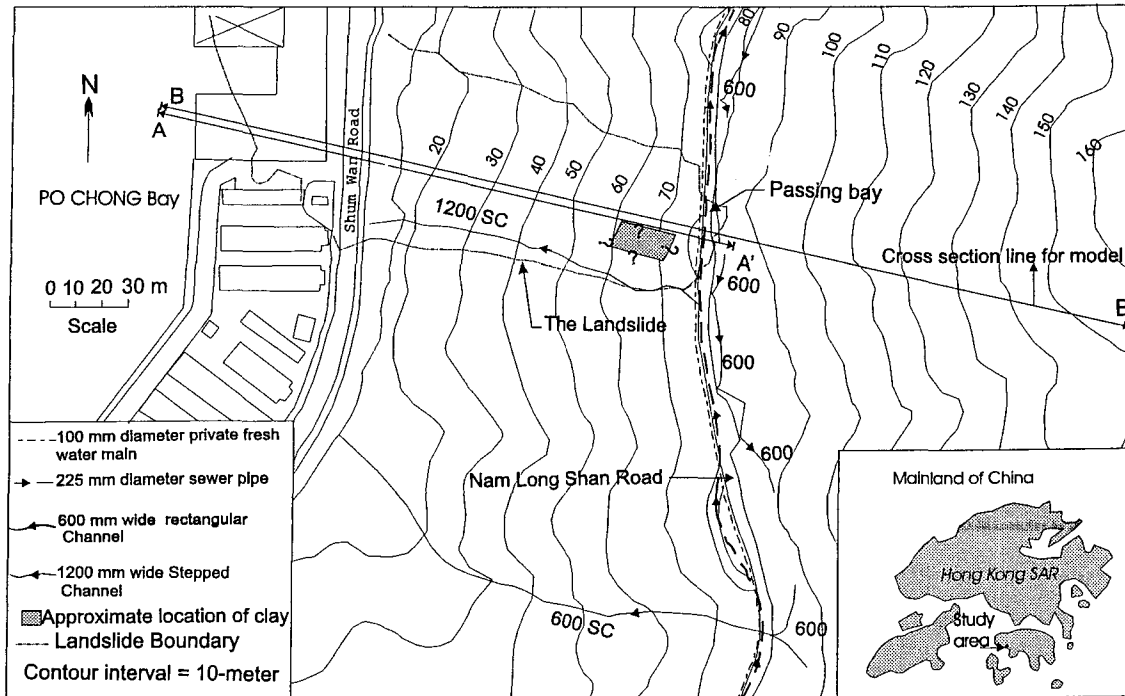 80
90
100
110
120
130
140
150
160
600
N
B
A
PO CHONG Bay
Shum Wan Road
20
30
40
50
60
70
Passing bay
1200 SC
?
?
?
?
A'
Cross section line for model
B
0 10 20 30 m
Scale
600
The Landslide
600
600
Nam Long Shan Road
600 SC
600
100 mm diameter private fresh
water main
225 mm diameter sewer pipe
600 mm wide rectangular
Channel
1200 mm wide Stepped
Channel
Approximate location of clay
Landslide Boundary
Contour interval = 10-meter
Mainland of China
Hong Kong SAR
Study
area